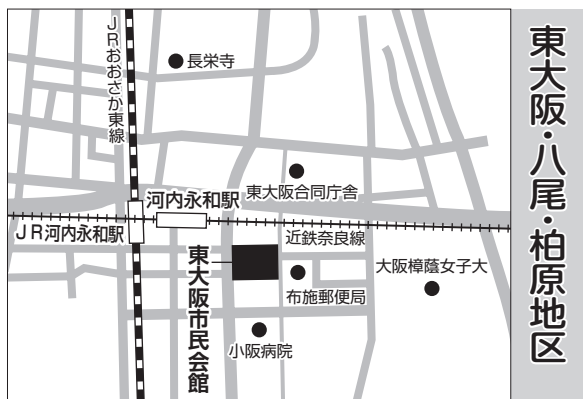 東大阪・八尾・柏原地区
JRおおさか東線
長栄寺
東大阪合同庁舎
河内永和駅
JR河内永和駅
近鉄奈良線
東大阪市民会館
布施郵便局
大阪樟蔭女子大
小阪病院